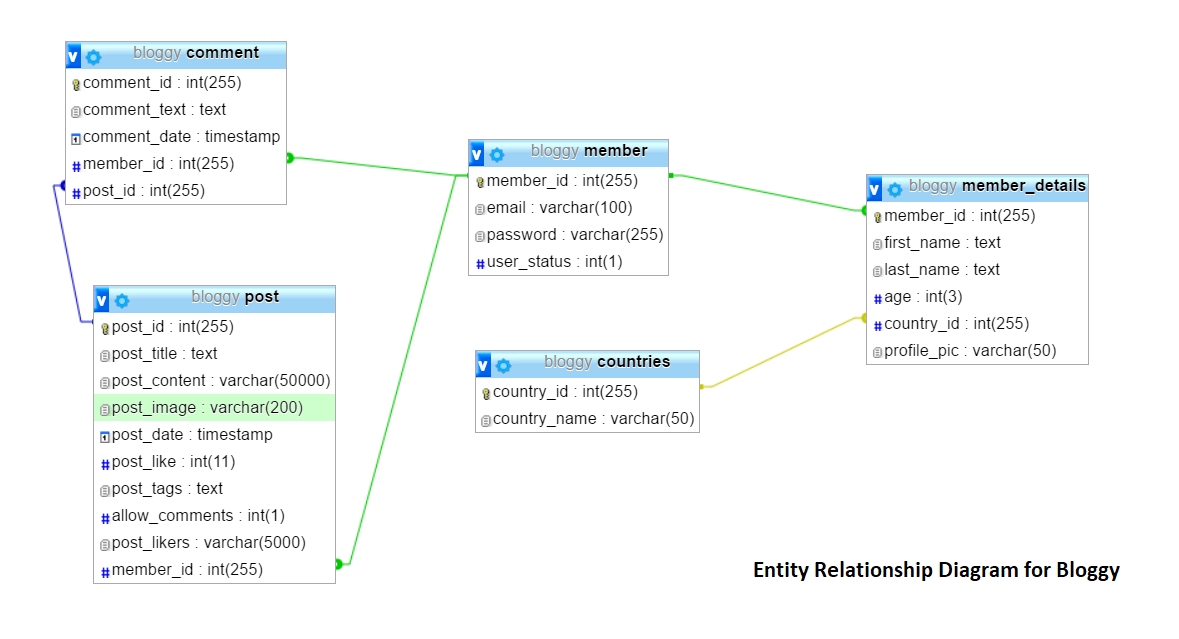 v bloggy comment
comment_id : int(255)
comment_text : text
comment_date : timestamp
# member_id : int(255)
# post_id : int(255)
v bloggy member
member_id : int(255)
email : varchar(100)
password : varchar(255)
# user_status : int(1)
v bloggy member_details
member_id : int(255)
first_name : text
last_name : text
# age : int(3)
# country_id : int(255)
profile_pic : varchar(50)
v bloggy post
post_id : int(255)
post_title : text
post_content : varchar(50000)
post_image : varchar(200)
post_date : timestamp
# post_like : int(11)
post_tags : text
# allow_comments : int(1)
post_likers : varchar(5000)
# member_id : int(255)
v bloggy countries
country_id : int(255)
country_name : varchar(50)
Entity Relationship Diagram for Bloggy